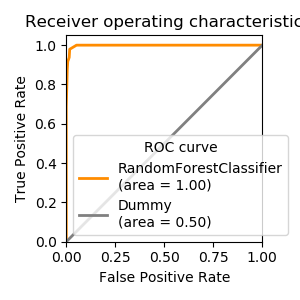 Receiver operating characteristic
1.0
0.8
0.6
0.4
0.2
0.0
True Positive Rate
ROC curve
RandomForestClassifier
(area = 1.00)
Dummy
(area = 0.50)
0.00 0.25 0.50 0.75 1.00
False Positive Rate